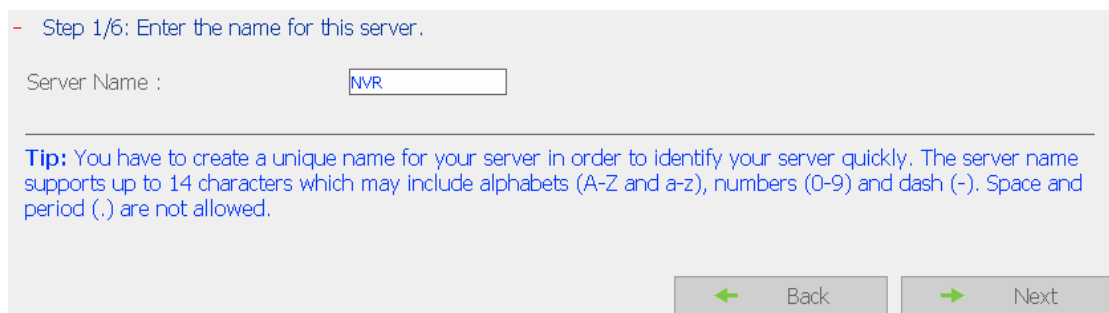 - Step 1/6: Enter the name for this server.
Server Name : NVR
Tip: You have to create a unique name for your server in order to identify your server quickly. The server name
supports up to 14 characters which may include alphabets (A-Z and a-z), numbers (0-9) and dash (-). Space and
period (.) are not allowed.
Back Next